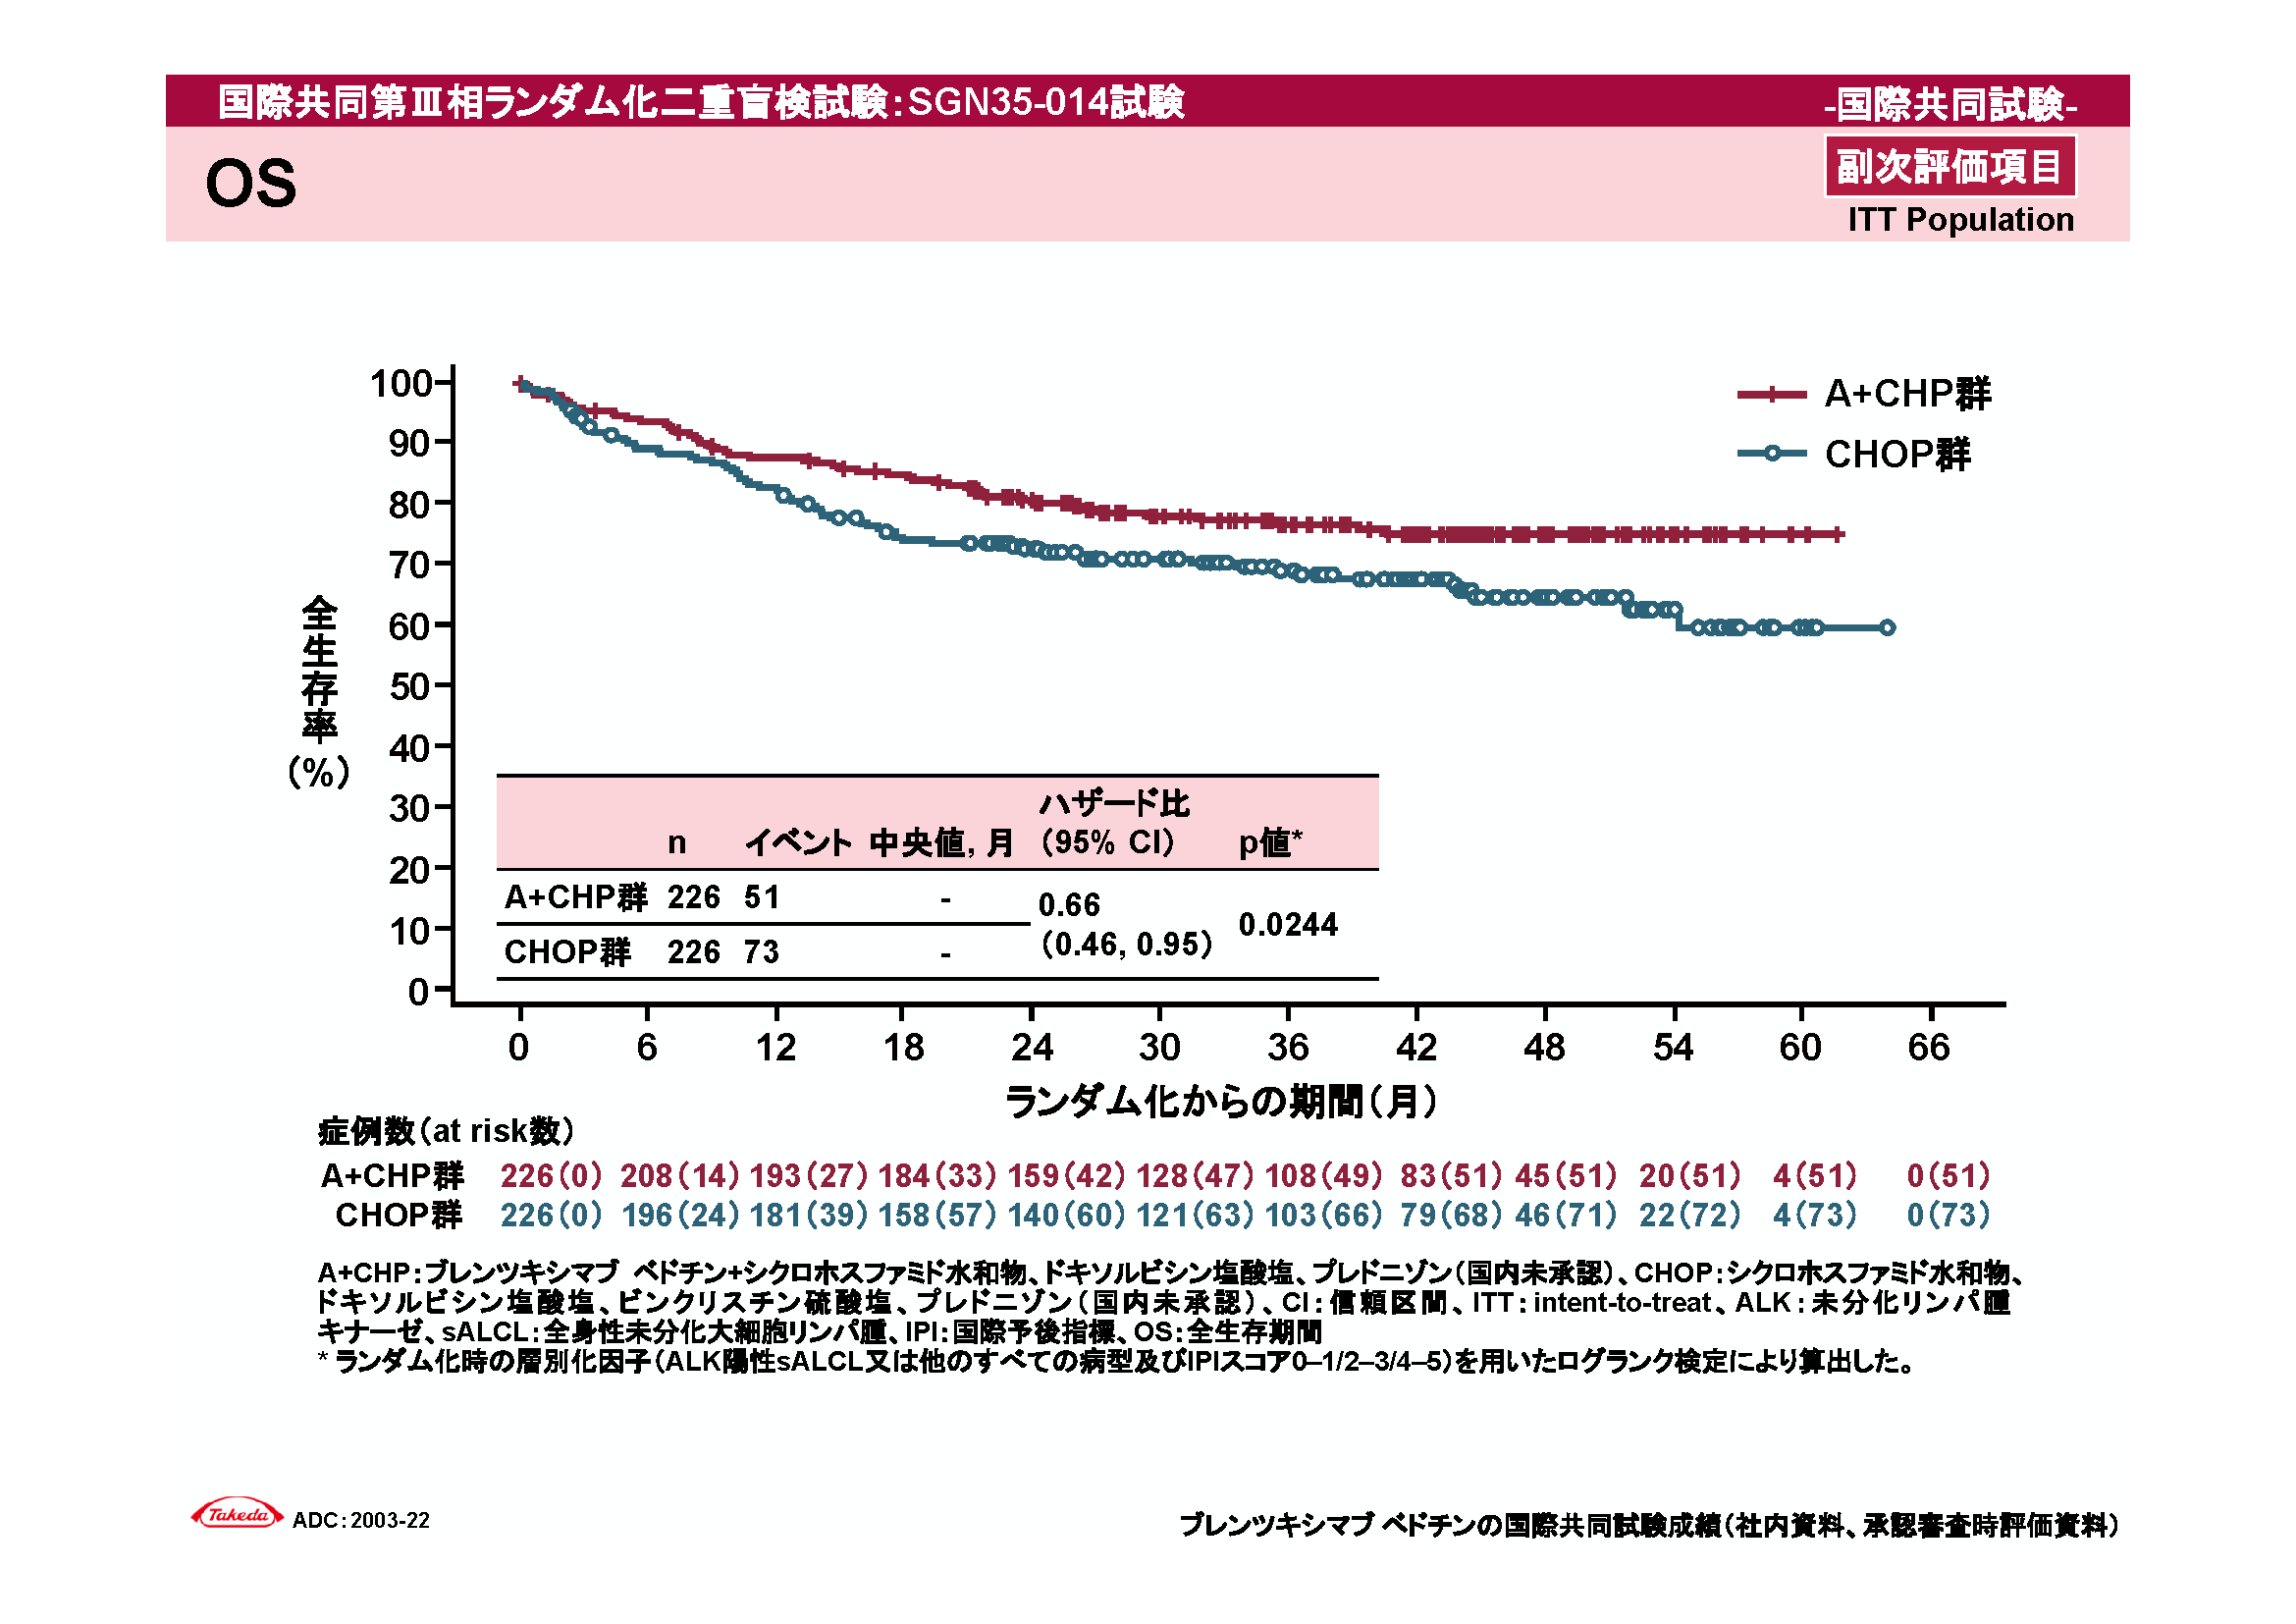 国際共同第Ⅲ相ランダム化二重盲検試験：SGN35-014試験
-国際共同試験-
OS
副次評価項目
ITT Population
100
90
80
70
60
50
40
30
20
10
0
全生存率（%）
A+CHP群
CHOP群
n イベント 中央値, 月 ハザード比（95% CI） p値*
A+CHP群 226 51 - 0.66（0.46, 0.95） 0.0244
CHOP群 226 73 -
0 6 12 18 24 30 36 42 48 54 60 66
ランダム化からの期間（月）
症例数（at risk数）
A+CHP群 226（0） 208（14） 193（27） 184（33） 159（42） 128（47） 108（49） 83（51） 45（51） 20（51） 4（51） 0（51）
CHOP群 226（0） 196（24） 181（39） 158（57） 140（60） 121（63） 103（66） 79（68） 46（71） 22（72） 4（73） 0（73）
A+CHP：ブレンツキシマブ ベドチン+シクロホスファミド水和物、ドキソルビシン塩酸塩、プレドニゾン（国内未承認）、CHOP：シクロホスファミド水和物、
ドキソルビシン塩酸塩、ビンクリスチン硫酸塩、プレドニゾン（国内未承認）、CI：信頼区間、ITT：intent-to-treat、ALK：未分化リンパ腫
キナーゼ、sALCL：全身性未分化大細胞リンパ腫、IPI：国際予後指標、OS：全生存期間
* ランダム化時の層別化因子（ALK陽性sALCL又は他のすべての病型及びIPIスコア0–1/2–3/4–5）を用いたログランク検定により算出した。
Takeda ADC：2003-22
ブレンツキシマブ ベドチンの国際共同試験成績（社内資料、承認審査時評価資料）